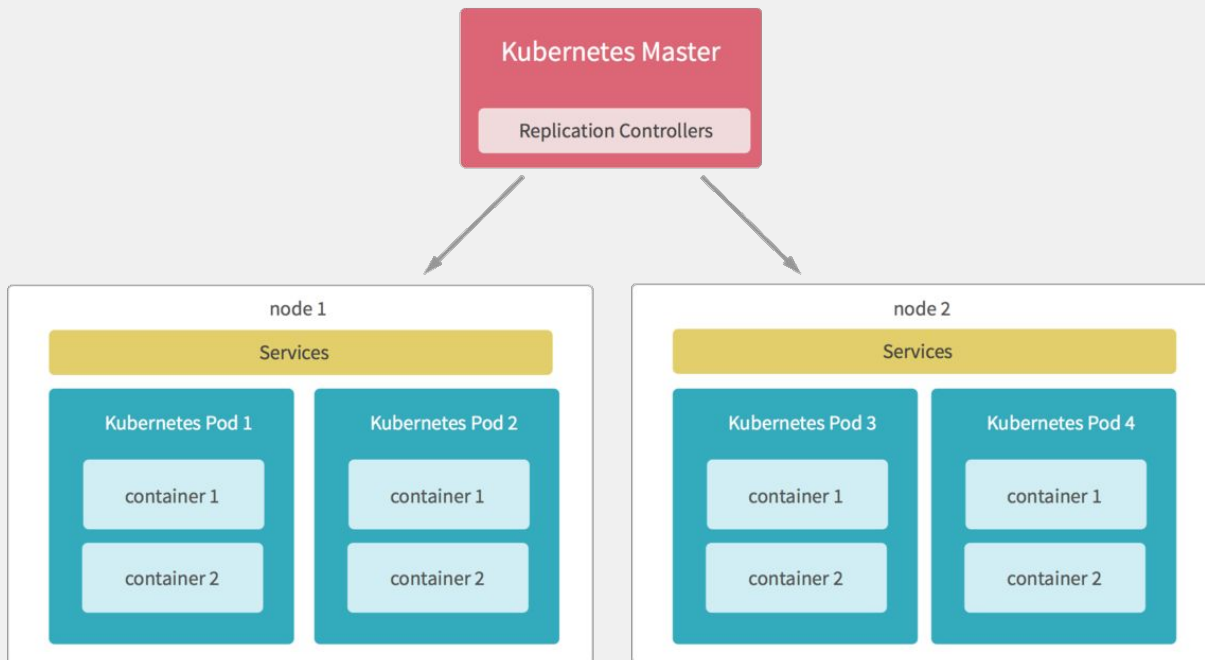 Kubernetes Master
Replication Controllers
node 1
Services
Kubernetes Pod 1
container 1
container 2
Kubernetes Pod 2
container 1
container 2
node 2
Services
Kubernetes Pod 3
container 1
container 2
Kubernetes Pod 4
container 1
container 2